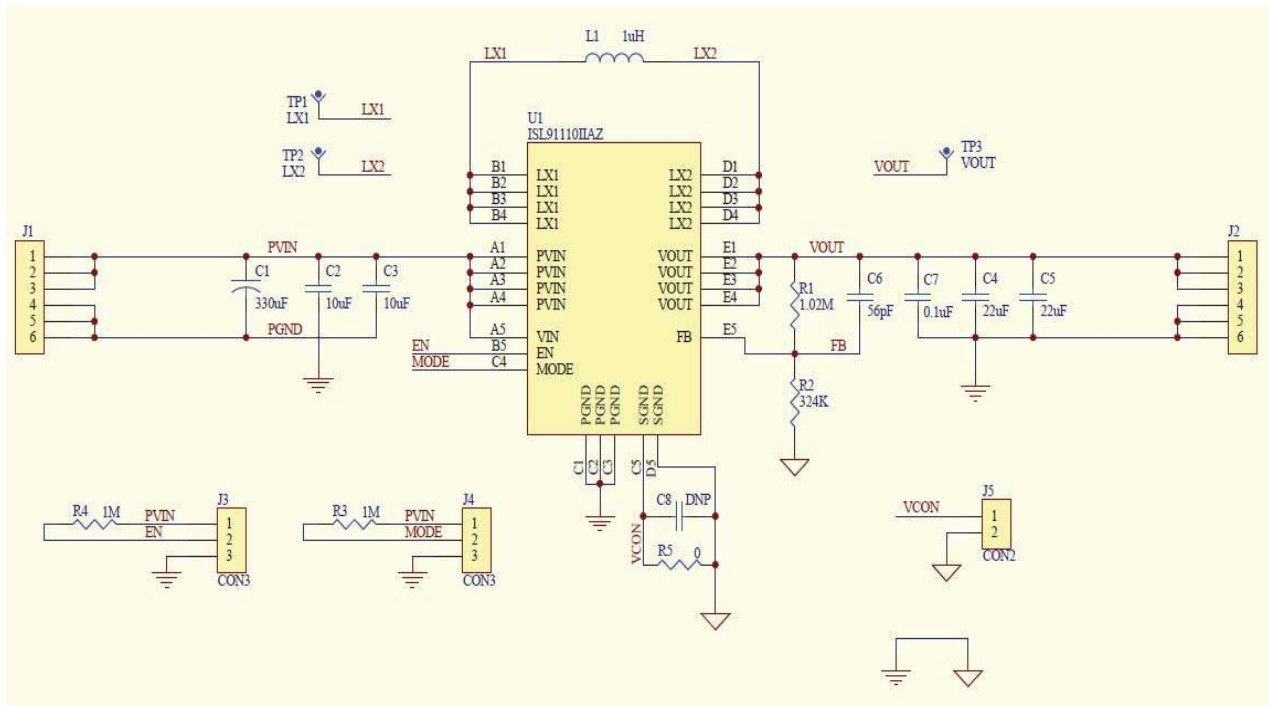 L1 1uH
LX1 LX2
TP1
LX1 LX1
TP2
LX2 LX2
U1
ISL91110IIAZ
TP3
VOUT VOUT
B1 LX1 LX2 D1
B2 LX1 LX2 D2
B3 LX1 LX2 D3
B4 LX1 LX2 D4
J1
J2
PVIN A1 PVIN VOUT E1 VOUT
A2 PVIN VOUT E2
A3 PVIN VOUT E3
A4 PVIN VOUT E4
1
2
3
4
5
6
C1
330uF
C2
10uF
C3
10uF
PGND
R1
1.02M
C6
56pF
C7
0.1uF
C4
22uF
C5
22uF
1
2
3
4
5
6
A5 VIN FB E5
EN B5 EN FB
MODE C4 MODE
R2
324K
PGND PGND PGND SGND SGND
C1 C2 C3 C5 D5
C8 DNP
VCON
R5 0
J3
R4 1M PVIN 1
EN 2
3
CON3
J4
R3 1M PVIN 1
MODE 2
3
CON3
J5
VCON 1
2
CON2